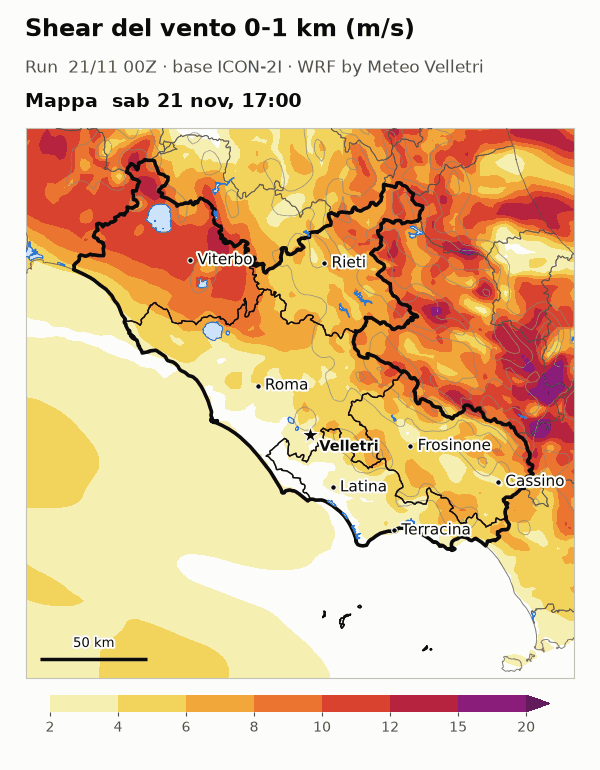 Shear del vento 0-1 km (m/s)
Run  21/11 00Z · base ICON-2I · WRF by Meteo Velletri
Mappa  sab 21 nov, 17:00
Viterbo
Rieti
Roma
Velletri
Frosinone
Latina
Cassino
Terracina
50 km
2 4 6 8 10 12 15 20